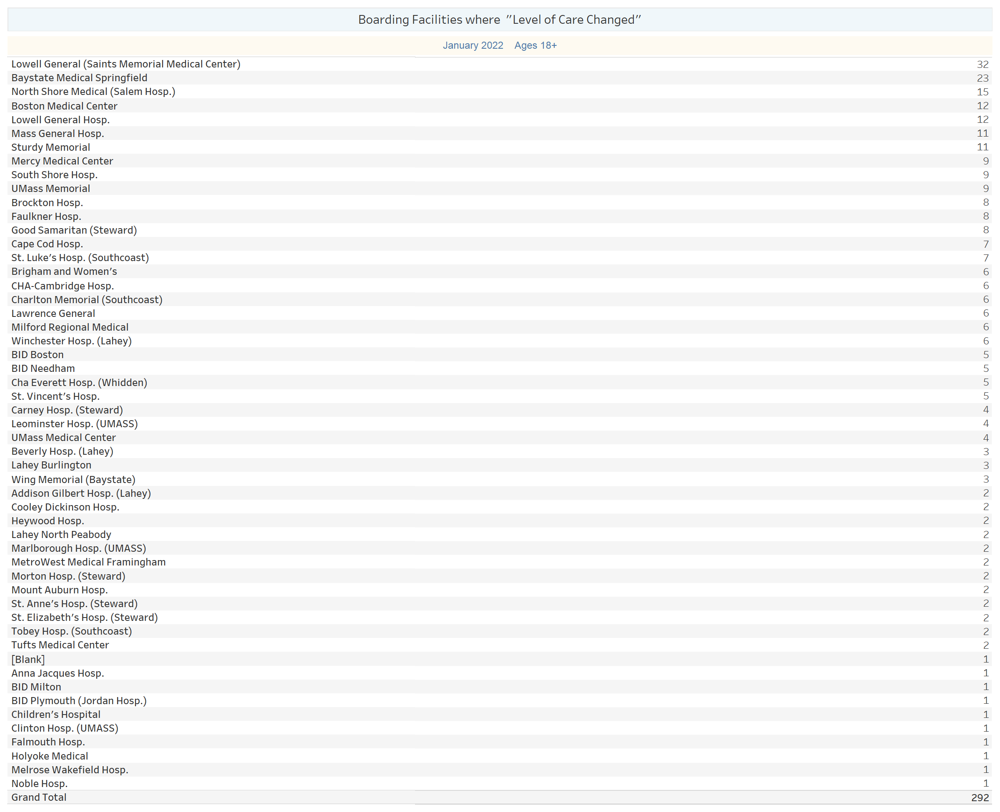 Boarding Facilities where "Level of Care Changed"
January 2022 Ages 18+
Lowell General (Saints Memorial Medical Center) 32
Baystate Medical Springfield 23
North Shore Medical (Salem Hosp.) 15
Boston Medical Center 12
Lowell General Hosp. 12
Mass General Hosp. 11
Sturdy Memorial 11
Mercy Medical Center 9
South Shore Hosp. 9
UMass Memorial 9
Brockton Hosp. 8
Faulkner Hosp. 8
Good Samaritan (Steward) 8
Cape Cod Hosp. 7
St. Luke's Hosp. (Southcoast) 7
Brigham and Women's 6
CHA-Cambridge Hosp. 6
Charlton Memorial (Southcoast) 6
Lawrence General 6
Milford Regional Medical 6
Winchester Hosp. (Lahey) 6
BID Boston 5
BID Needham 5
Cha Everett Hosp. (Whidden) 5
St. Vincent's Hosp. 5
Carney Hosp. (Steward) 4
Leominster Hosp. (UMASS) 4
UMass Medical Center 4
Beverly Hosp. (Lahey) 3
Lahey Burlington 3
Wing Memorial (Baystate) 3
Addison Gilbert Hosp. (Lahey) 2
Cooley Dickinson Hosp. 2
Heywood Hosp. 2
Lahey North Peabody 2
Marlborough Hosp. (UMASS) 2
MetroWest Medical Framingham 2
Morton Hosp. (Steward) 2
Mount Auburn Hosp. 2
St. Anne's Hosp. (Steward) 2
St. Elizabeth's Hosp. (Steward) 2
Tobey Hosp. (Southcoast) 2
Tufts Medical Center 2
[Blank] 1
Anna Jacques Hosp. 1
BID Milton 1
BID Plymouth (Jordan Hosp.) 1
Children's Hospital 1
Clinton Hosp. (UMASS) 1
Falmouth Hosp. 1
Holyoke Medical 1
Melrose Wakefield Hosp. 1
Noble Hosp. 1
Grand Total 292